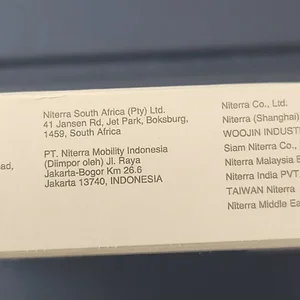 ad,
Niterra South Africa (Pty) Ltd.
41 Jansen Rd, Jet Park, Boksburg,
1459, South Africa
PT. Niterra Mobility Indonesia
(Diimpor oleh) Jl. Raya
Jakarta-Bogor Km 26.6
Jakarta 13740, INDONESIA
Niterra Co., Ltd.
Niterra (Shanghai)
WOOJIN INDUSTR
Siam Niterra Co.,
Niterra Malaysia
Niterra India PVT.
TAIWAN Niterra
Niterra Middle Ea